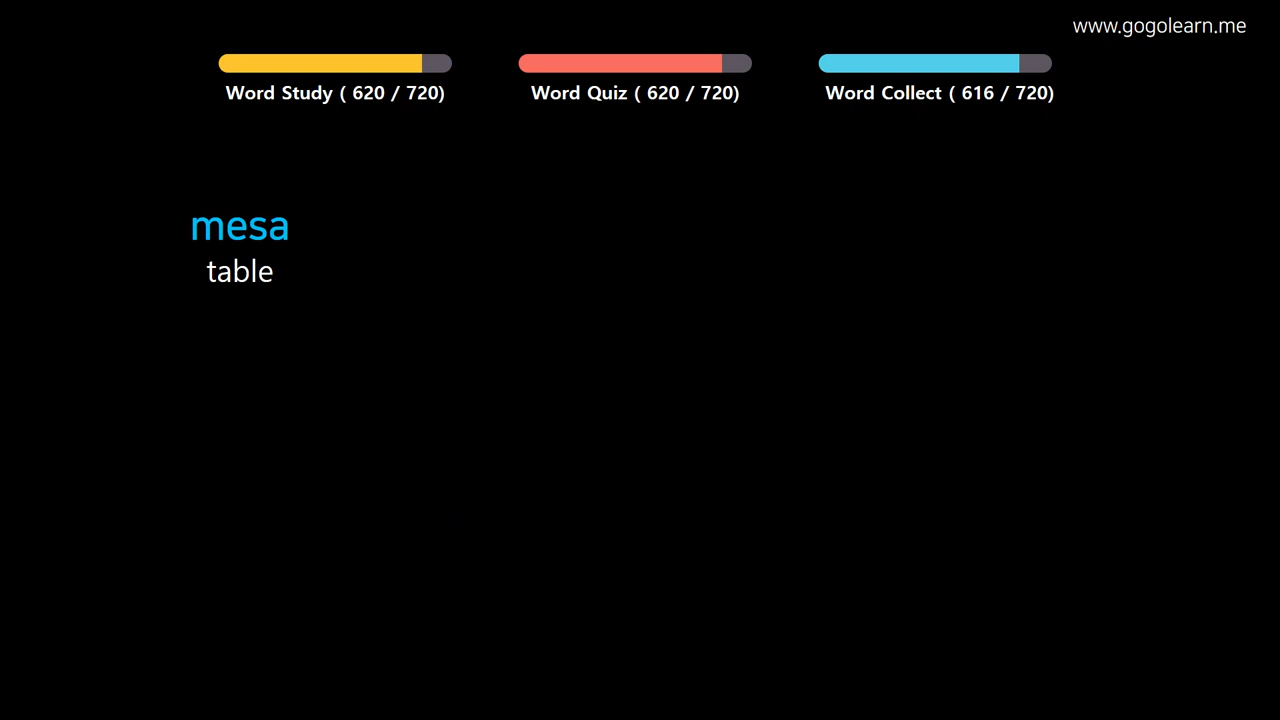 www.gogolearn.me
Word Study ( 620 / 720)
Word Quiz ( 620 / 720)
Word Collect ( 616 / 720)
mesa
table